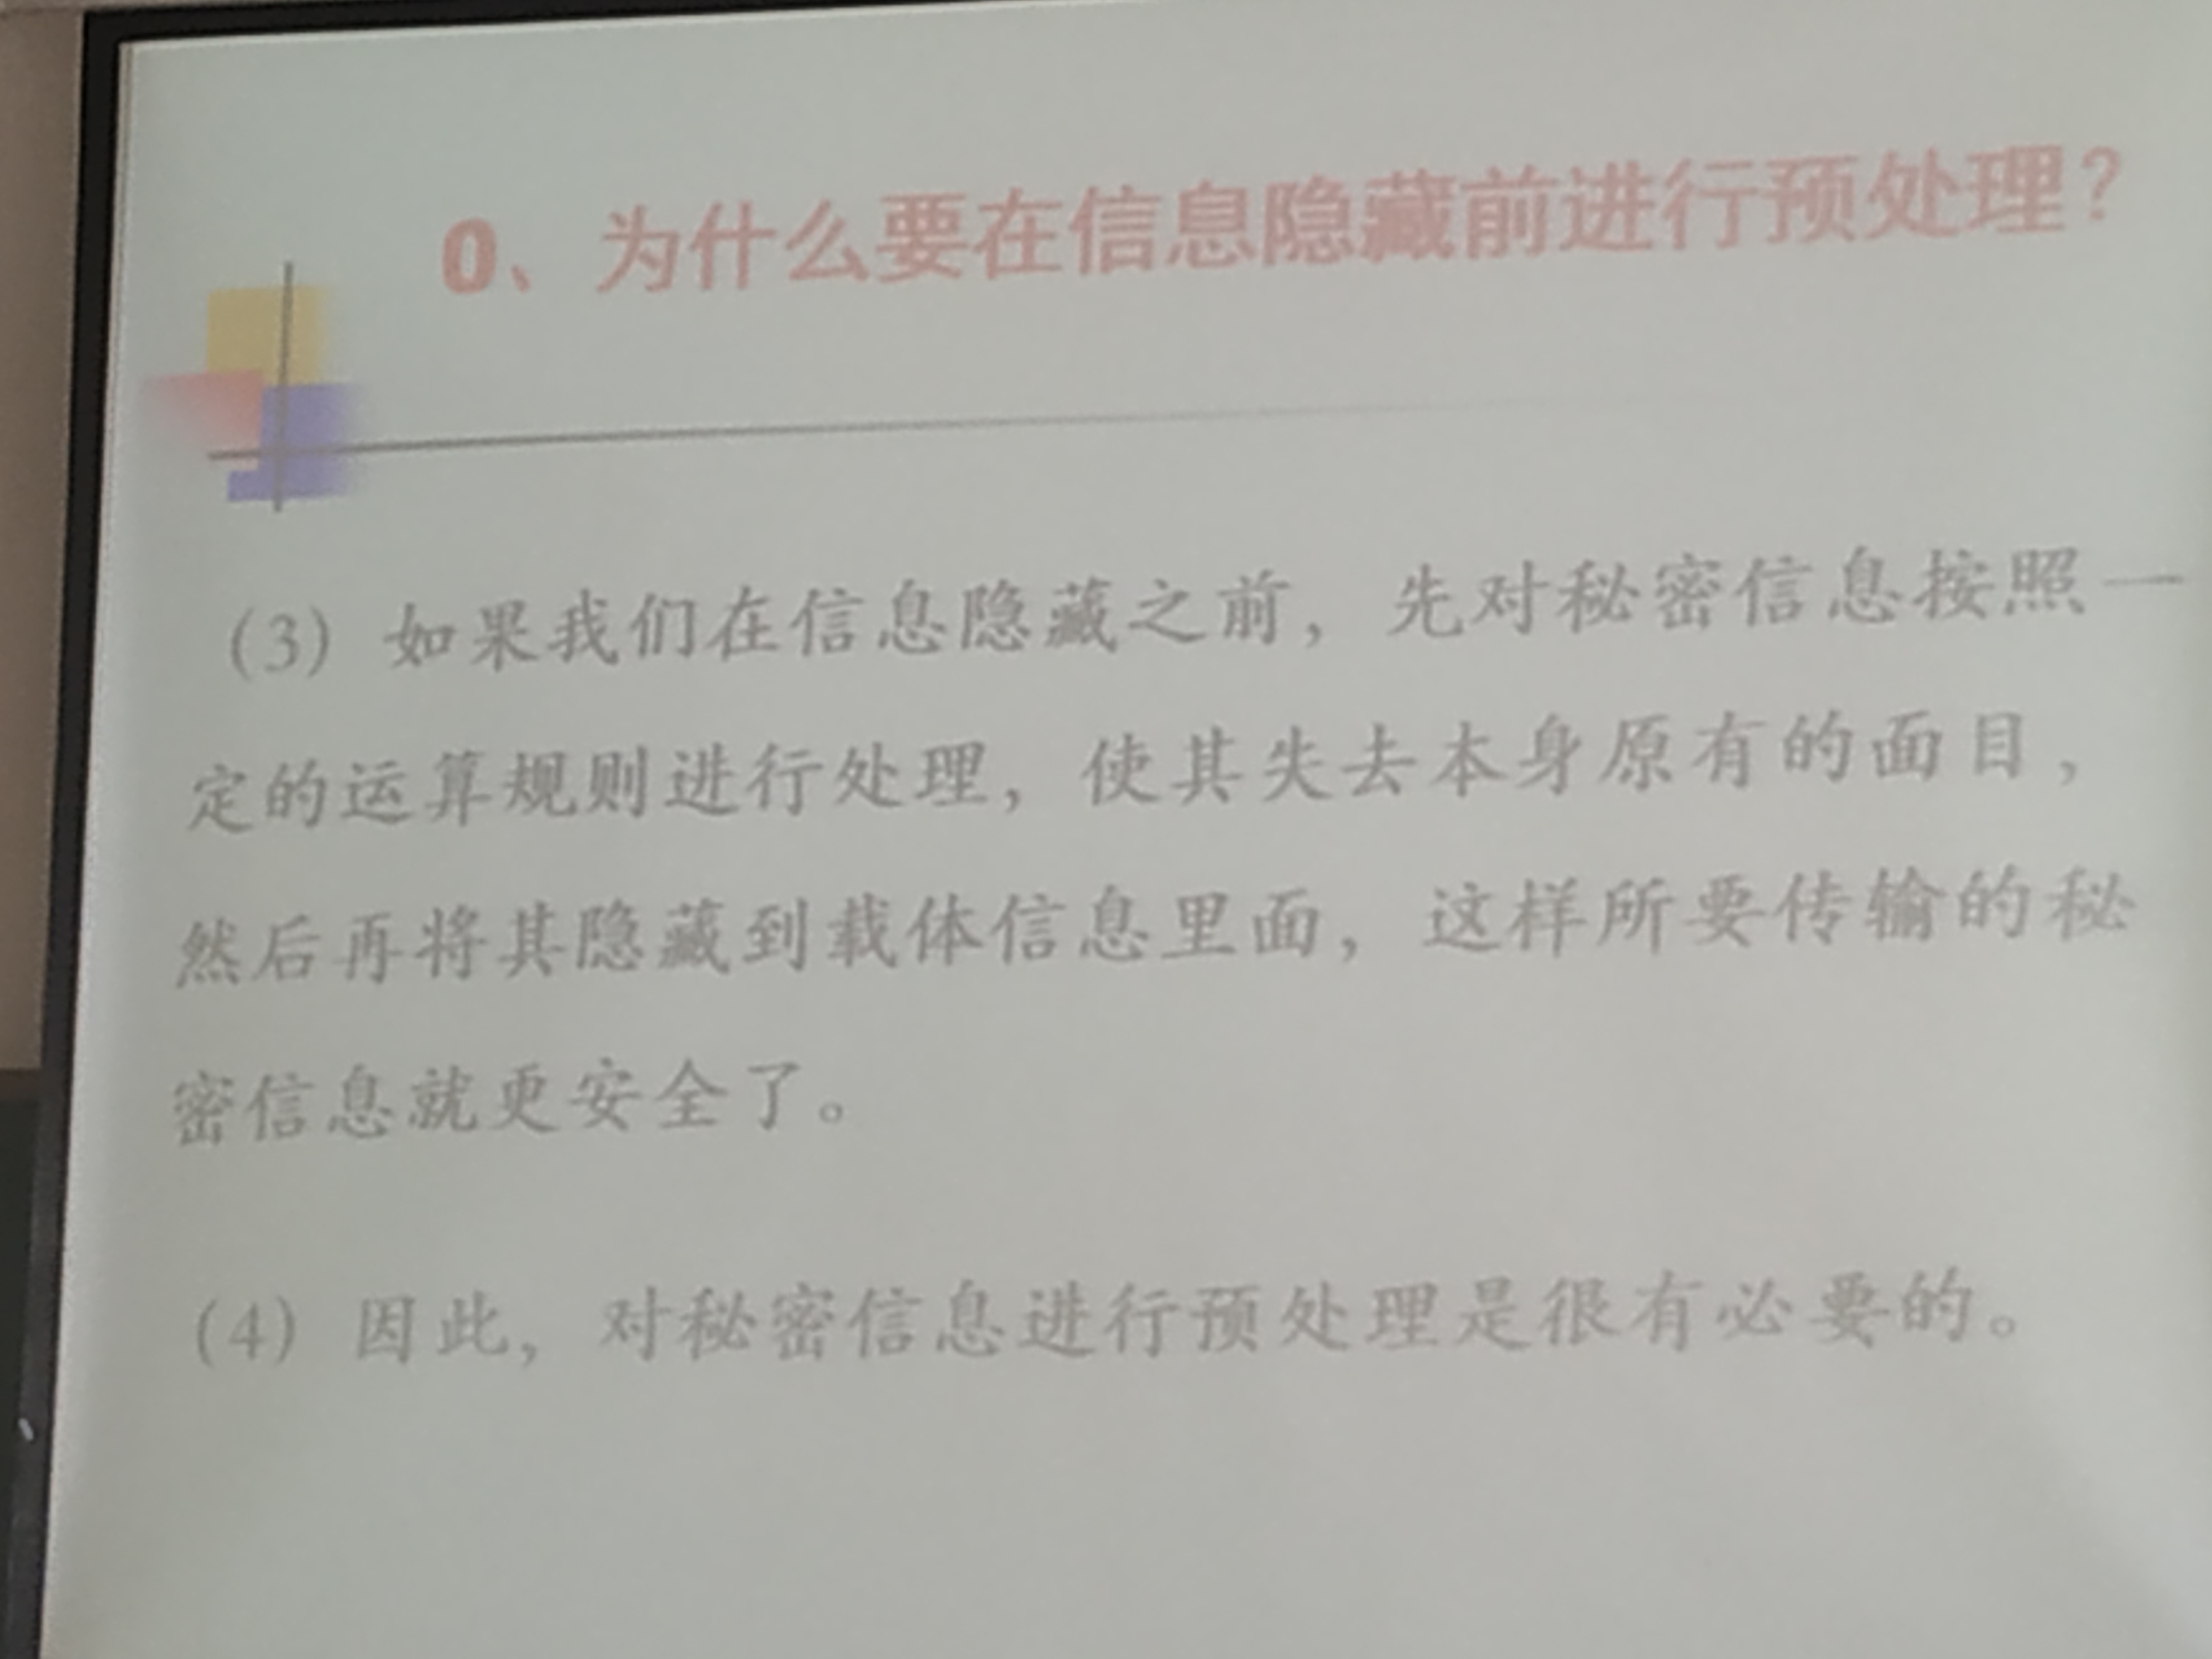 0、为什么要在信息隐藏前进行预处理？
（3）如果我们在信息隐藏之前，先对秘密信息按照一
定的运算规则进行处理，使其失去本身原有的面目，
然后再将其隐藏到载体信息里面，这样所要传输的秘
密信息就更安全了。
（4）因此，对秘密信息进行预处理是很有必要的。